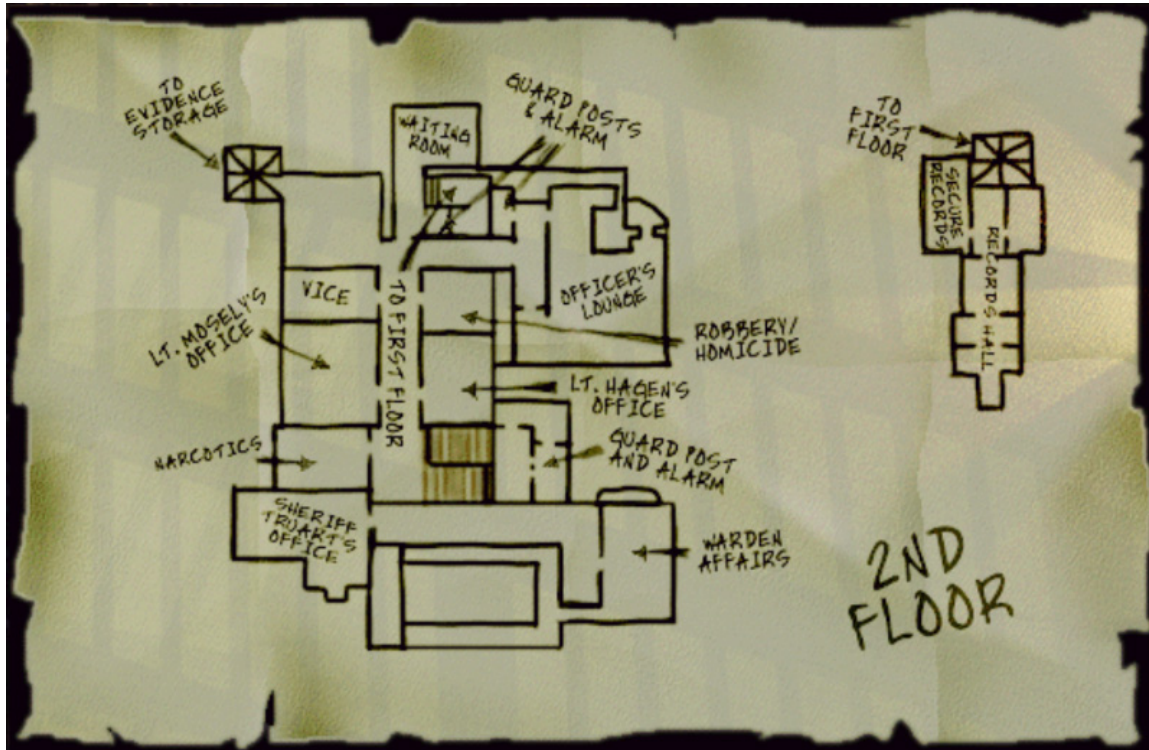 TO
EVIDENCE
STORAGE
WAITING
ROOM
GUARD POSTS
& ALARM
TO
FIRST
FLOOR
SECURE
RECORDS
RECORDS HALL
VICE
TO FIRST FLOOR
OFFICER'S
LOUNGE
LT. MOSELY'S
OFFICE
ROBBERY/
HOMICIDE
LT. HAGEN'S
OFFICE
NARCOTICS
GUARD POST
AND ALARM
SHERIFF
TRUART'S
OFFICE
WARDEN
AFFAIRS
2ND
FLOOR